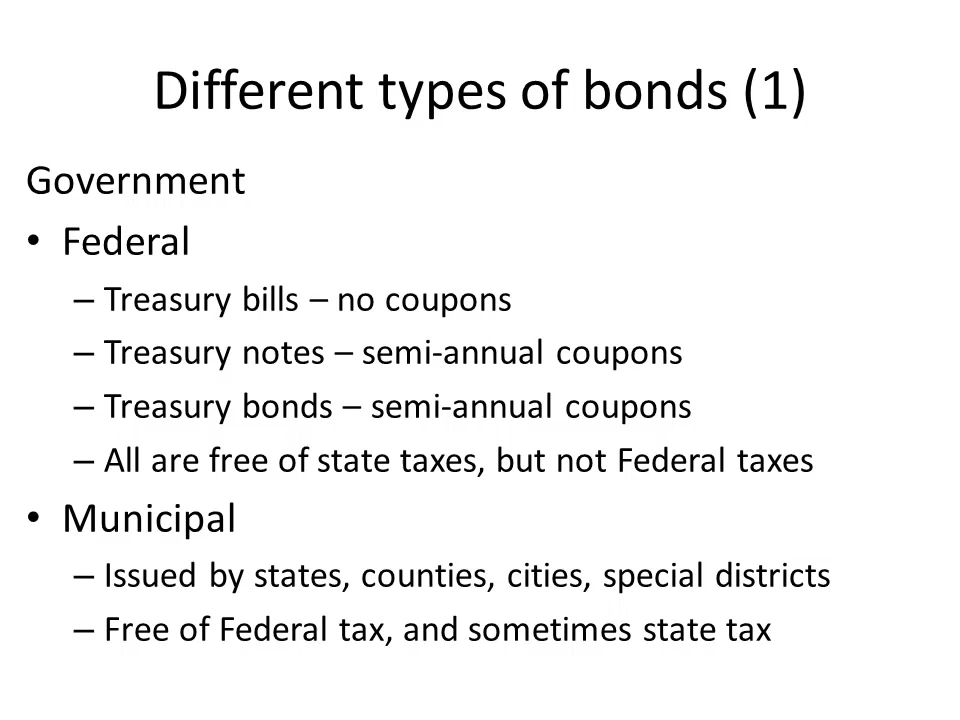 Different types of bonds (1)
Government
• Federal
– Treasury bills – no coupons
– Treasury notes – semi-annual coupons
– Treasury bonds – semi-annual coupons
– All are free of state taxes, but not Federal taxes
• Municipal
– Issued by states, counties, cities, special districts
– Free of Federal tax, and sometimes state tax